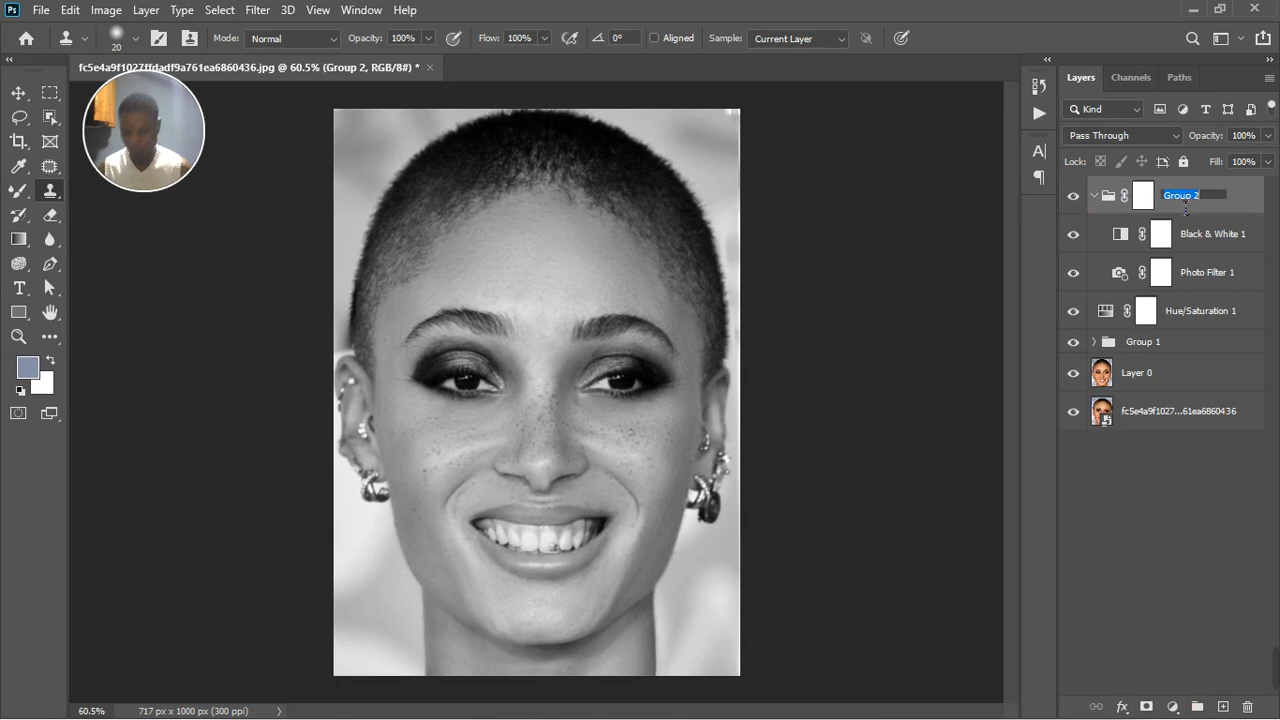 Ps File Edit Image Layer Type Select Filter 3D View Window Help
20 Mode: Normal Opacity: 100% Flow: 100% 0° Aligned Sample: Current Layer
fc5e4a9f1027ffdadf9a761ea6860436.jpg @ 60.5% (Group 2, RGB/8#) *
Layers Channels Paths
Kind
Pass Through Opacity: 100%
Lock: Fill: 100%
Group 2
Black & White 1
Photo Filter 1
Hue/Saturation 1
Group 1
Layer 0
fc5e4a9f1027...61ea6860436
60.5% 717 px x 1000 px (300 ppi)